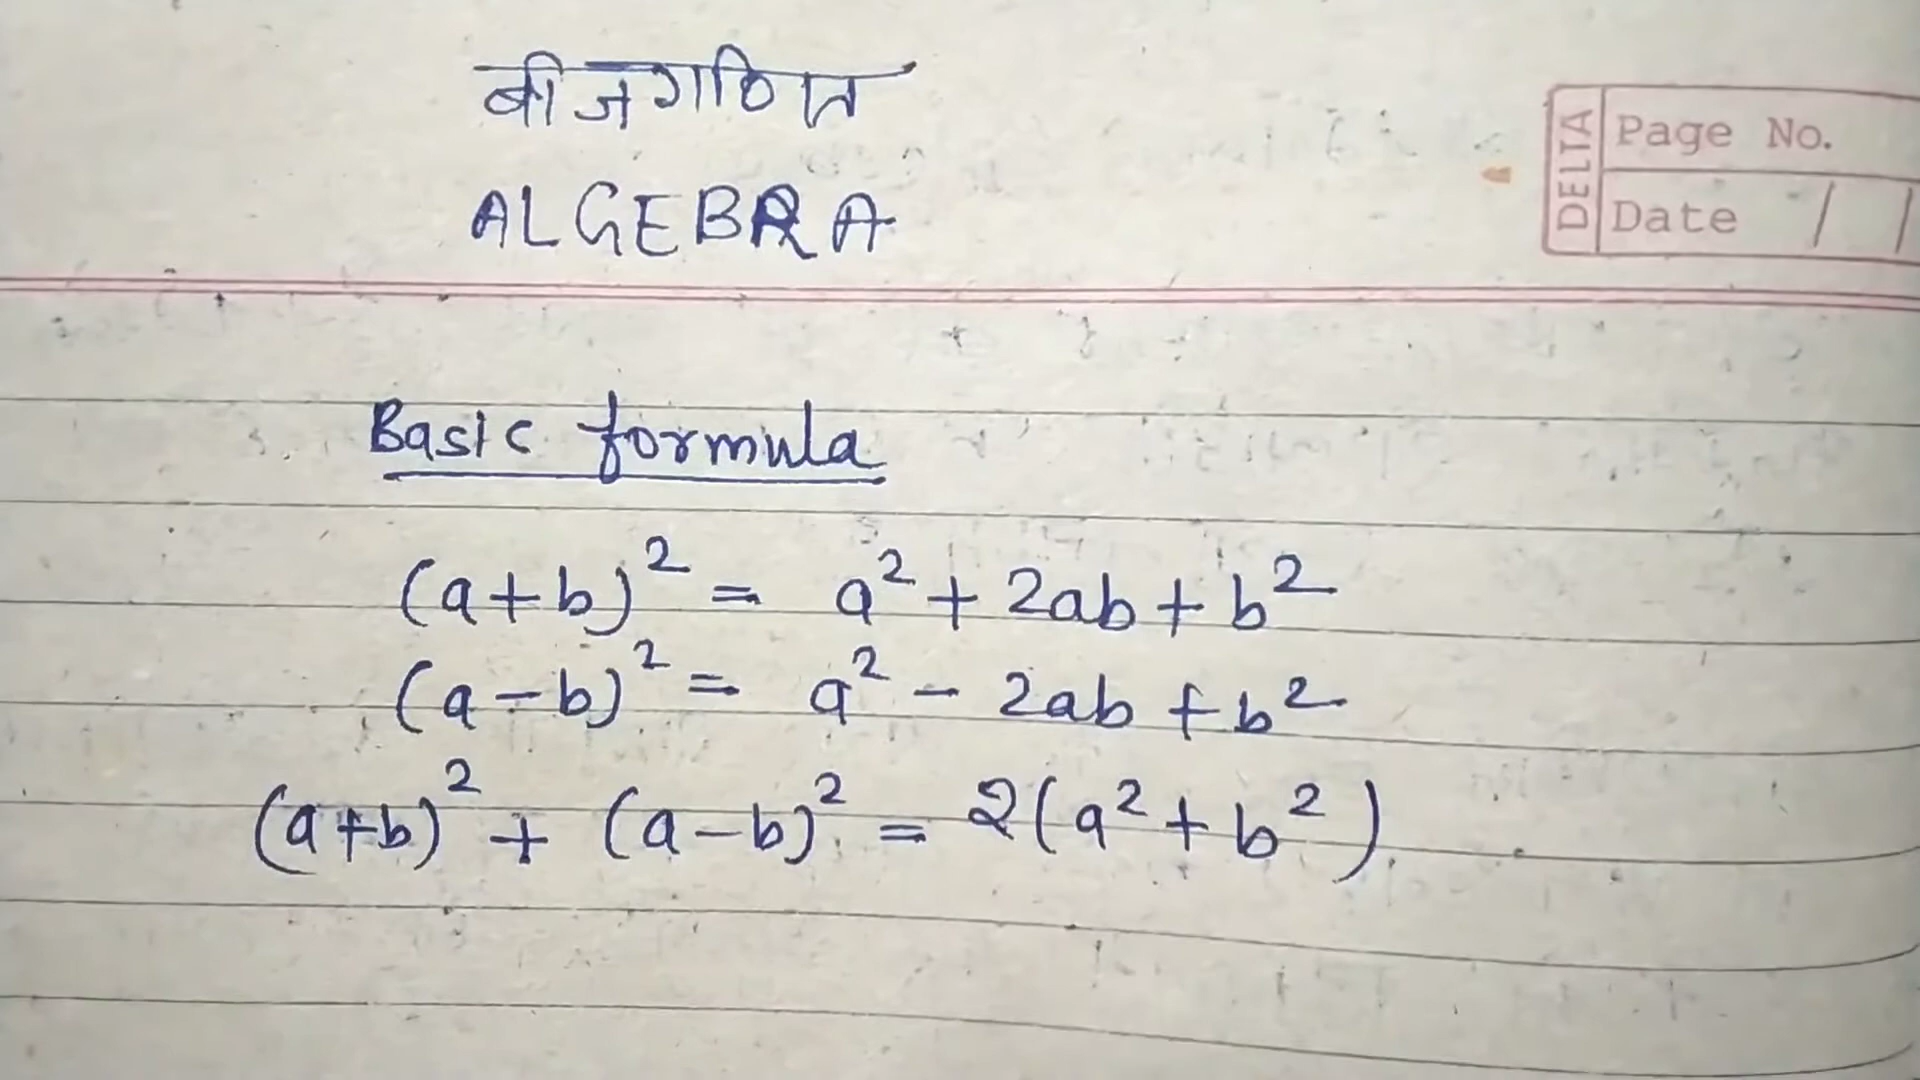 बीजगणित
ALGEBRA
DELTA
Page No.
Date / /
Basic formula
(a+b)² = a² + 2ab + b²
(a-b)² = a² - 2ab + b²
(a+b)² + (a-b)² = 2(a² + b²).